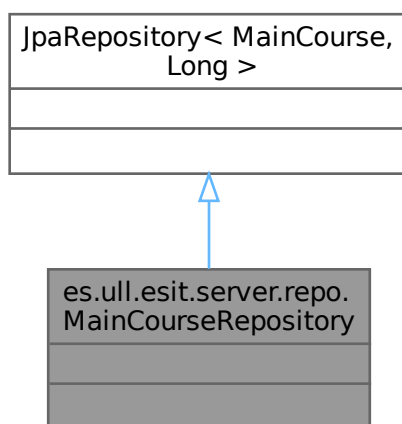 JpaRepository< MainCourse,
Long >
es.ull.esit.server.repo.
MainCourseRepository